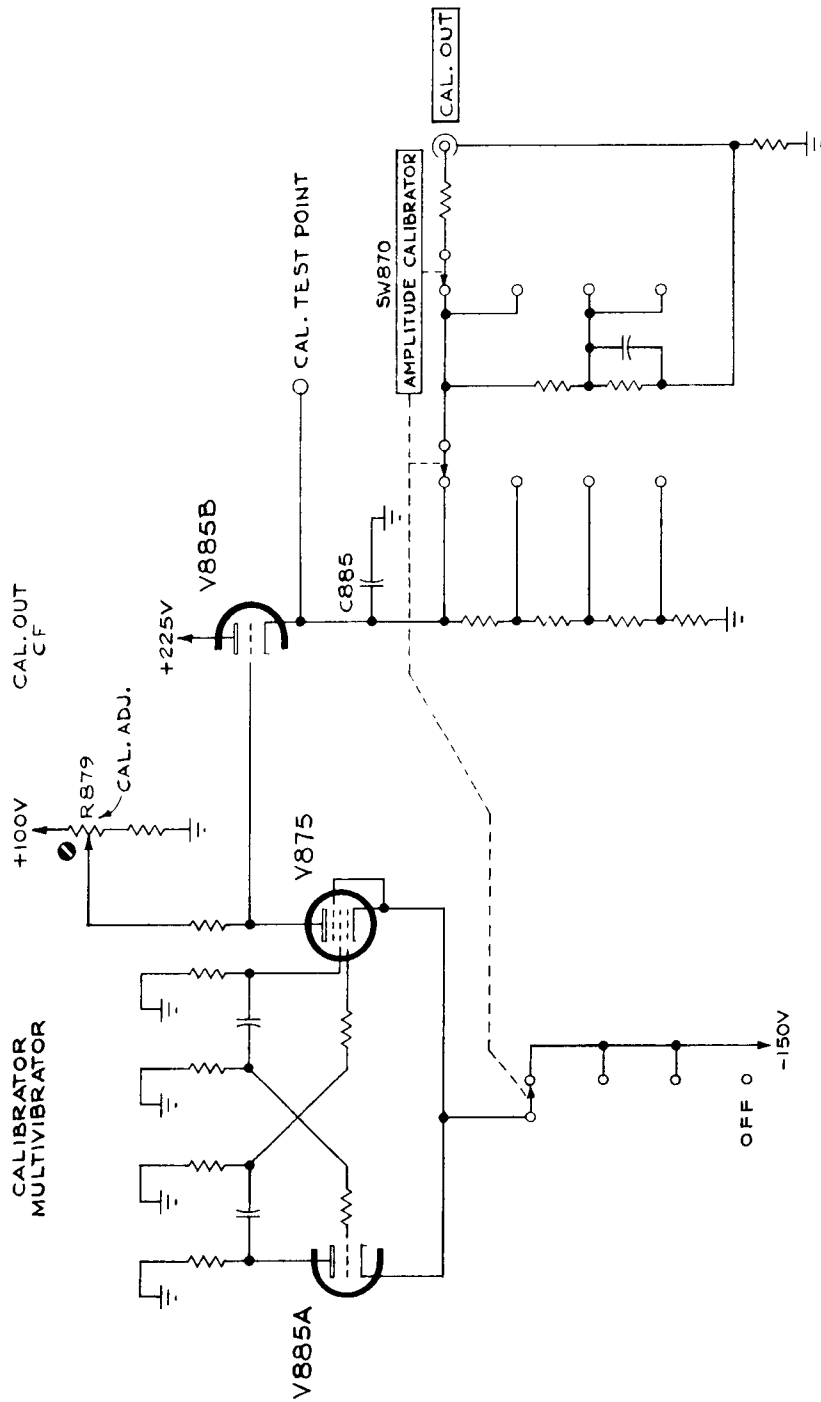 CALIBRATOR
MULTIVIBRATOR
+100V
R879
CAL. ADJ.
CAL. OUT
CF
+225V
V885B
CAL. TEST POINT
V885A
V875
C885
SW870
AMPLITUDE CALIBRATOR
CAL. OUT
OFF
-150V